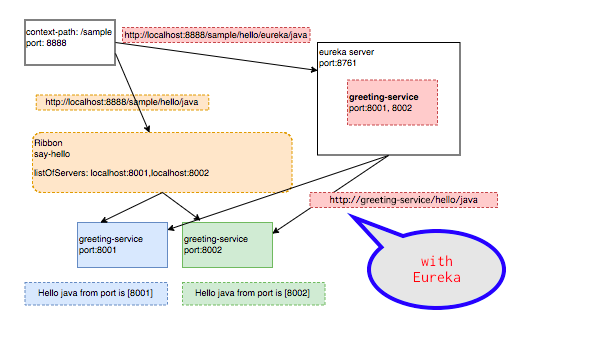 context-path: /sample
port: 8888
http://localhost:8888/sample/hello/eureka/java
eureka server
port:8761
greeting-service
port:8001, 8002
http://localhost:8888/sample/hello/java
Ribbon
say-hello
listOfServers: localhost:8001,localhost:8002
http://greeting-service/hello/java
greeting-service
port:8001
greeting-service
port:8002
with
Eureka
Hello java from port is [8001]
Hello java from port is [8002]